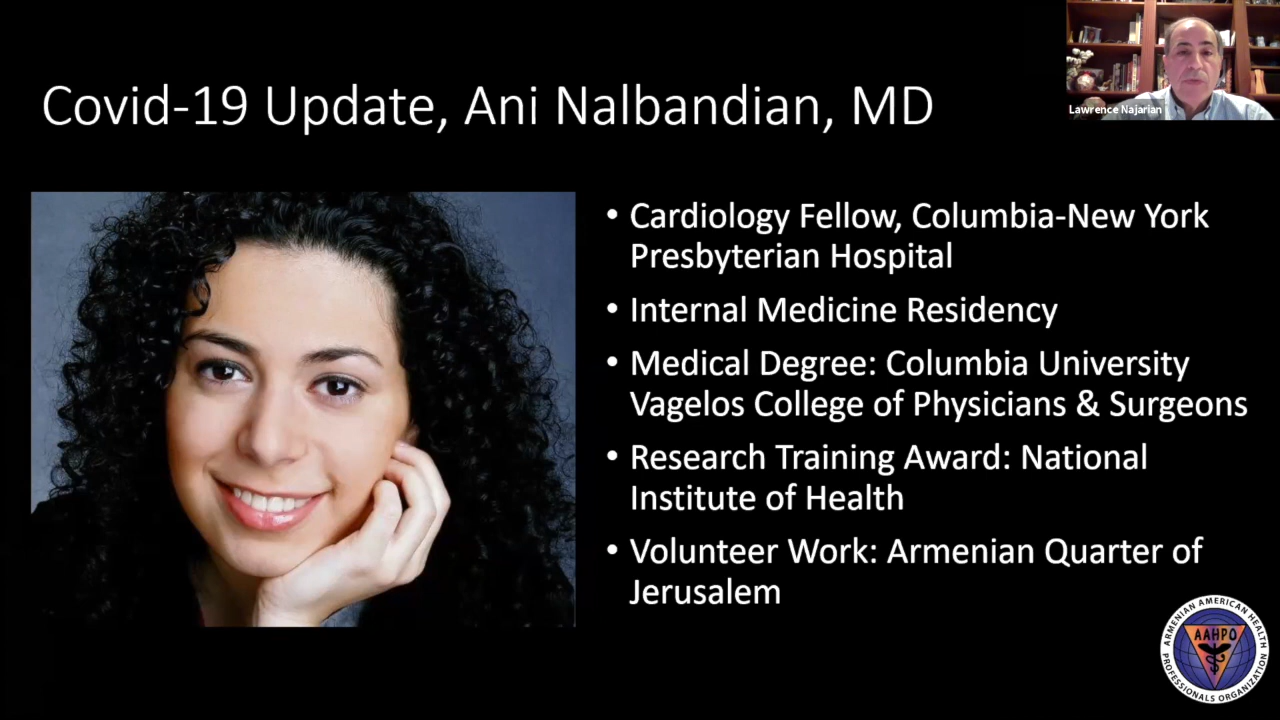 Lawrence Najarian
Covid-19 Update, Ani Nalbandian, MD
• Cardiology Fellow, Columbia-New York
Presbyterian Hospital
• Internal Medicine Residency
• Medical Degree: Columbia University
Vagelos College of Physicians & Surgeons
• Research Training Award: National
Institute of Health
• Volunteer Work: Armenian Quarter of
Jerusalem
ARMENIAN AMERICAN HEALTH
AAHPO
PROFESSIONALS ORGANIZATION